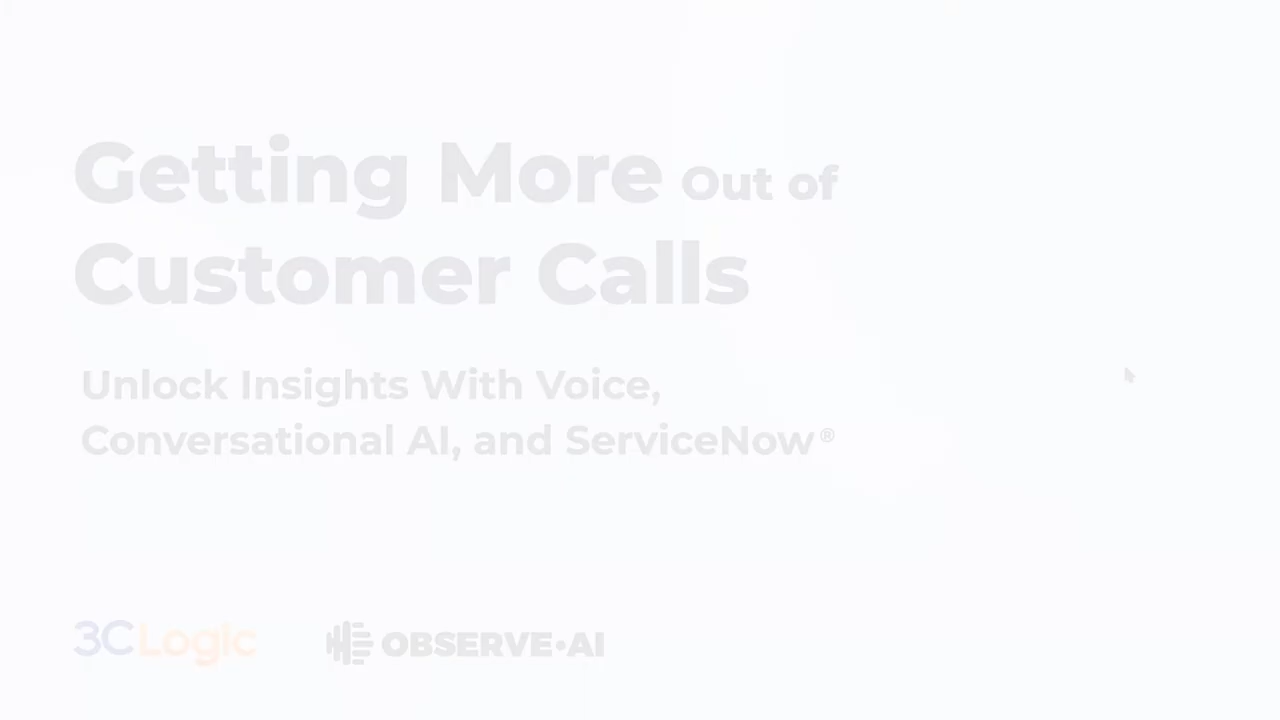 Getting More Out of
Customer Calls
Unlock Insights With Voice,
Conversational AI, and ServiceNow®
3CLogic
OBSERVE•AI